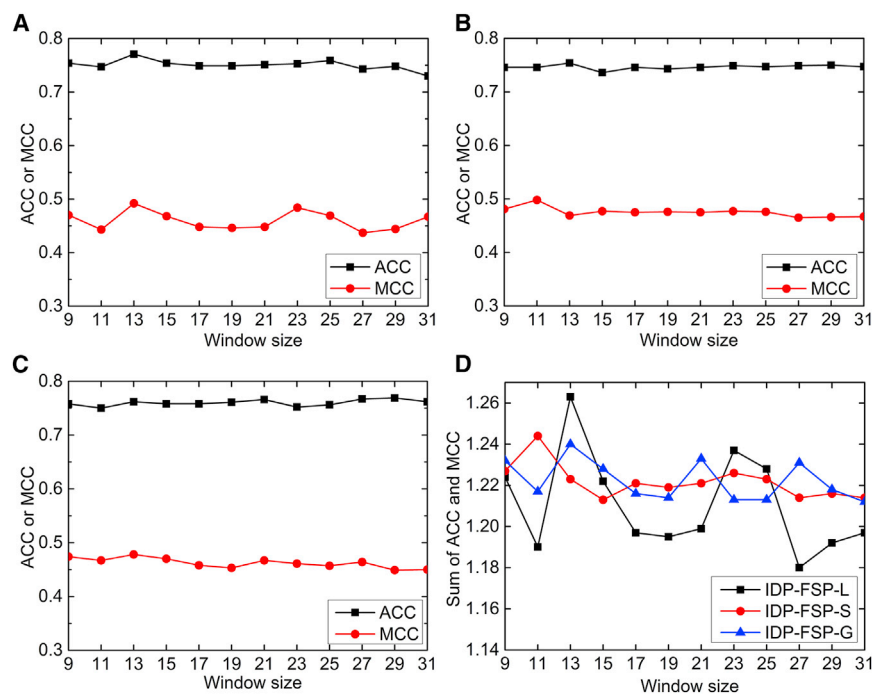 A
0.8
0.7
0.6
0.5
0.4
0.3
ACC or MCC
ACC
MCC
9 11 13 15 17 19 21 23 25 27 29 31
Window size
B
0.8
0.7
0.6
0.5
0.4
0.3
ACC or MCC
ACC
MCC
9 11 13 15 17 19 21 23 25 27 29 31
Window size
C
0.8
0.7
0.6
0.5
0.4
0.3
ACC or MCC
ACC
MCC
9 11 13 15 17 19 21 23 25 27 29 31
Window size
D
1.26
1.24
1.22
1.20
1.18
1.16
1.14
Sum of ACC and MCC
IDP-FSP-L
IDP-FSP-S
IDP-FSP-G
9 11 13 15 17 19 21 23 25 27 29 31
Window size